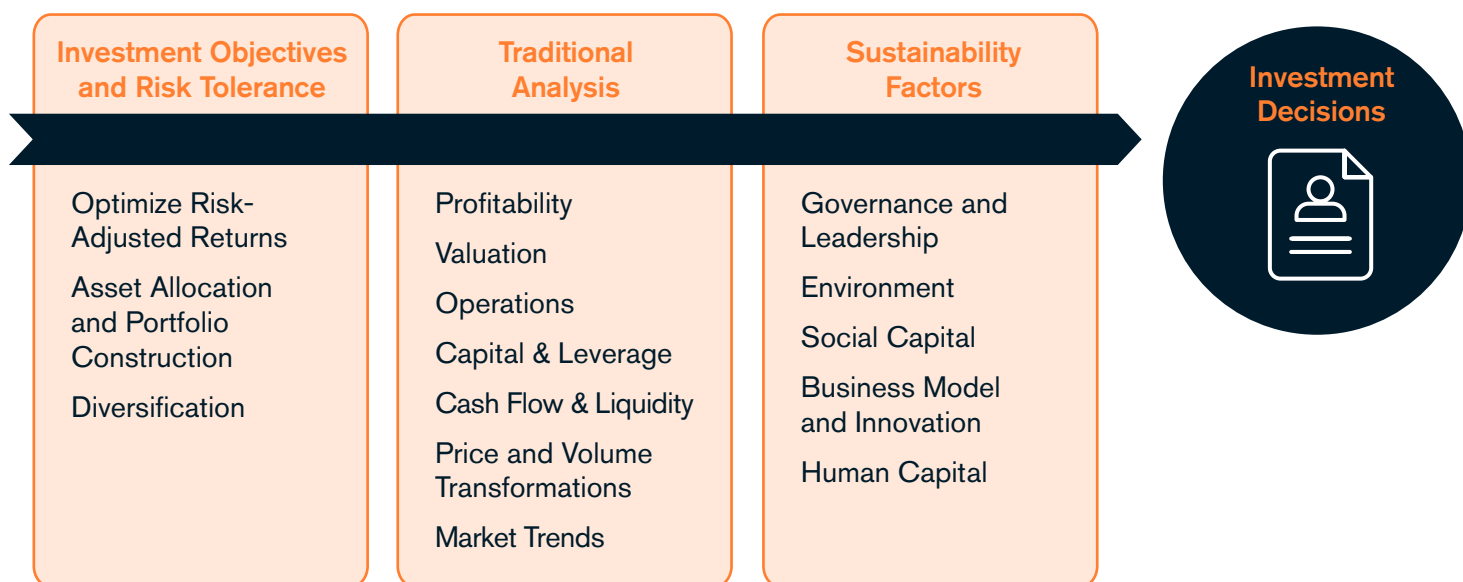 Investment Objectives
and Risk Tolerance
Optimize Risk-
Adjusted Returns
Asset Allocation
and Portfolio
Construction
Diversification
Traditional
Analysis
Profitability
Valuation
Operations
Capital & Leverage
Cash Flow & Liquidity
Price and Volume
Transformations
Market Trends
Sustainability
Factors
Governance and
Leadership
Environment
Social Capital
Business Model
and Innovation
Human Capital
Investment
Decisions